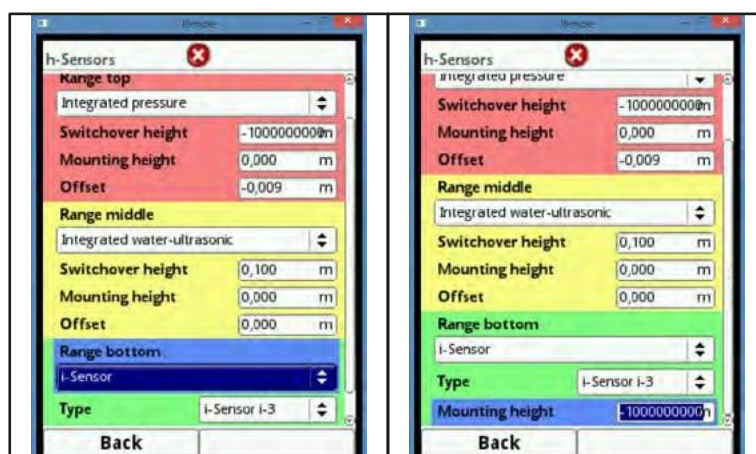 h-Sensors
Range top
Integrated pressure
Switchover height -1000000000m
Mounting height 0,000 m
Offset -0,009 m
Range middle
Integrated water-ultrasonic
Switchover height 0,100 m
Mounting height 0,000 m
Offset 0,000 m
Range bottom
i-Sensor
Type i-Sensor i-3
Back
h-Sensors
Integrated pressure
Switchover height -1000000000m
Mounting height 0,000 m
Offset -0,009 m
Range middle
Integrated water-ultrasonic
Switchover height 0,100 m
Mounting height 0,000 m
Offset 0,000 m
Range bottom
i-Sensor
Type i-Sensor i-3
Mounting height -1000000000
Back